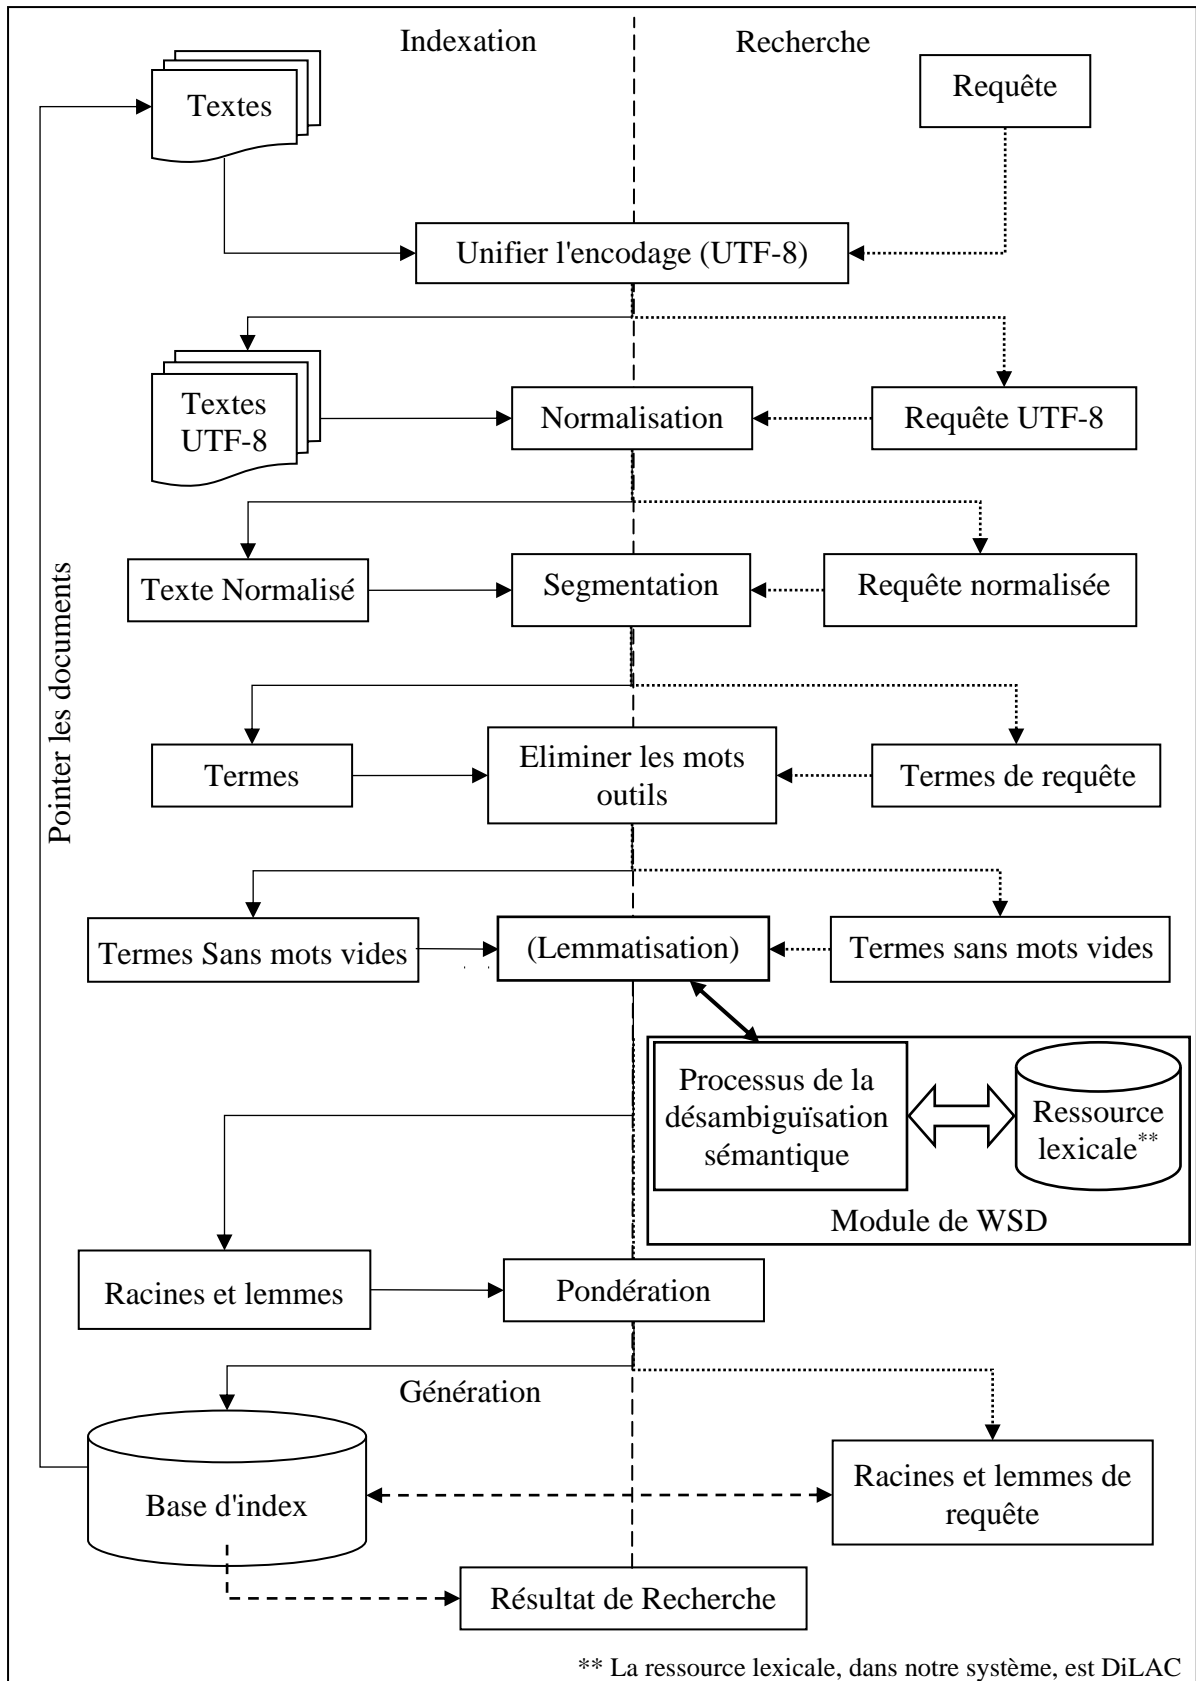 Indexation
Recherche
Textes
Requête
Unifier l'encodage (UTF-8)
Textes
UTF-8
Normalisation
Requête UTF-8
Texte Normalisé
Segmentation
Requête normalisée
Pointer les documents
Termes
Eliminer les mots
outils
Termes de requête
Termes Sans mots vides
(Lemmatisation)
Termes sans mots vides
Processus de la
désambiguïsation
sémantique
Ressource
lexicale**
Module de WSD
Racines et lemmes
Pondération
Génération
Base d'index
Racines et lemmes de
requête
Résultat de Recherche
** La ressource lexicale, dans notre système, est DiLAC